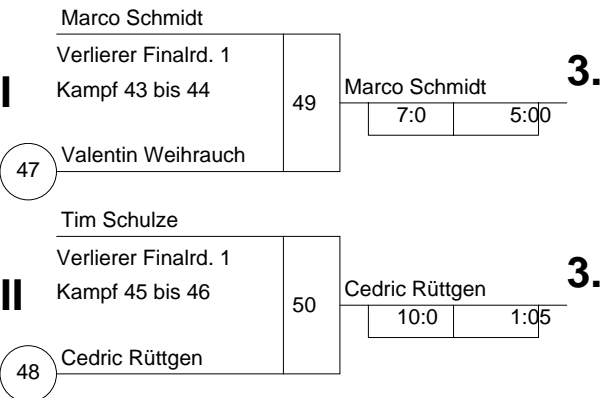 Marco Schmidt
Verlierer Finalrd. 1
I Kampf 43 bis 44
49
Marco Schmidt 3.
7:0 5:00
47 Valentin Weihrauch
Tim Schulze
Verlierer Finalrd. 1
II Kampf 45 bis 46
50
Cedric Rüttgen 3.
10:0 1:05
48 Cedric Rüttgen